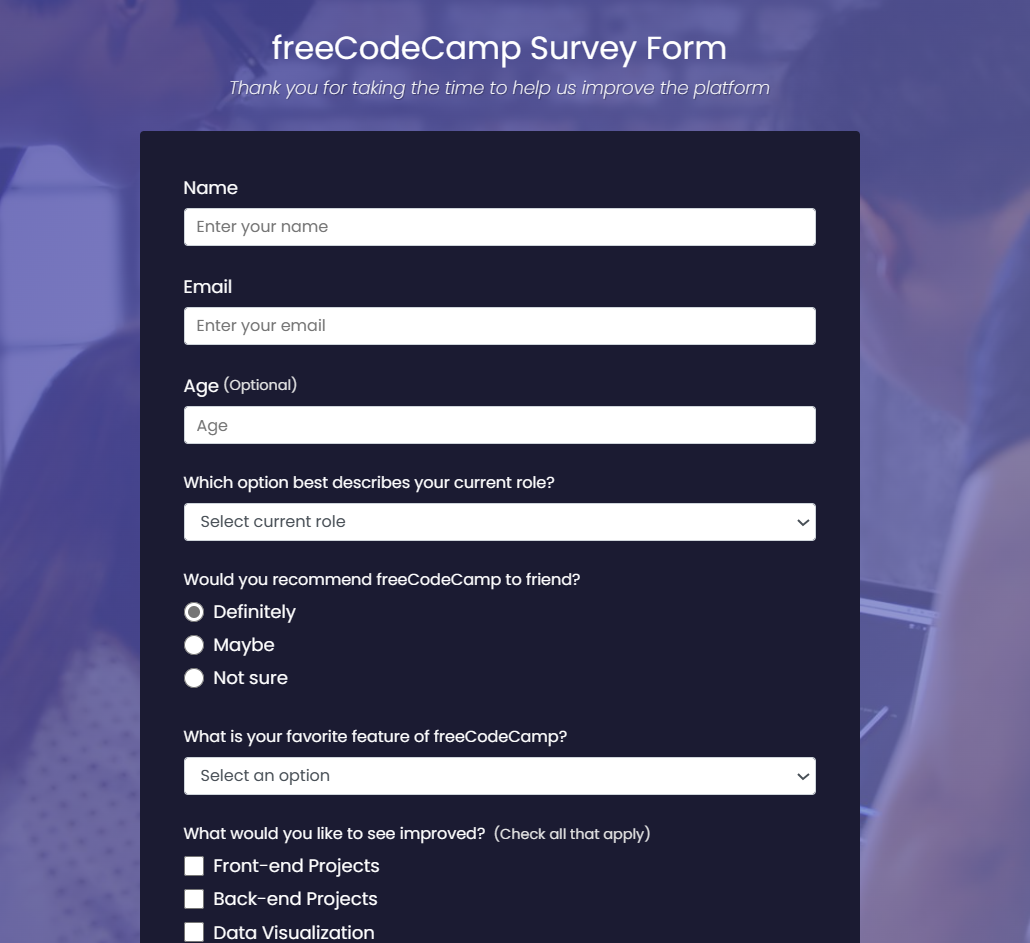 freeCodeCamp Survey Form
Thank you for taking the time to help us improve the platform
Name
Enter your name
Email
Enter your email
Age (Optional)
Age
Which option best describes your current role?
Select current role
Would you recommend freeCodeCamp to friend?
Definitely
Maybe
Not sure
What is your favorite feature of freeCodeCamp?
Select an option
What would you like to see improved? (Check all that apply)
Front-end Projects
Back-end Projects
Data Visualization